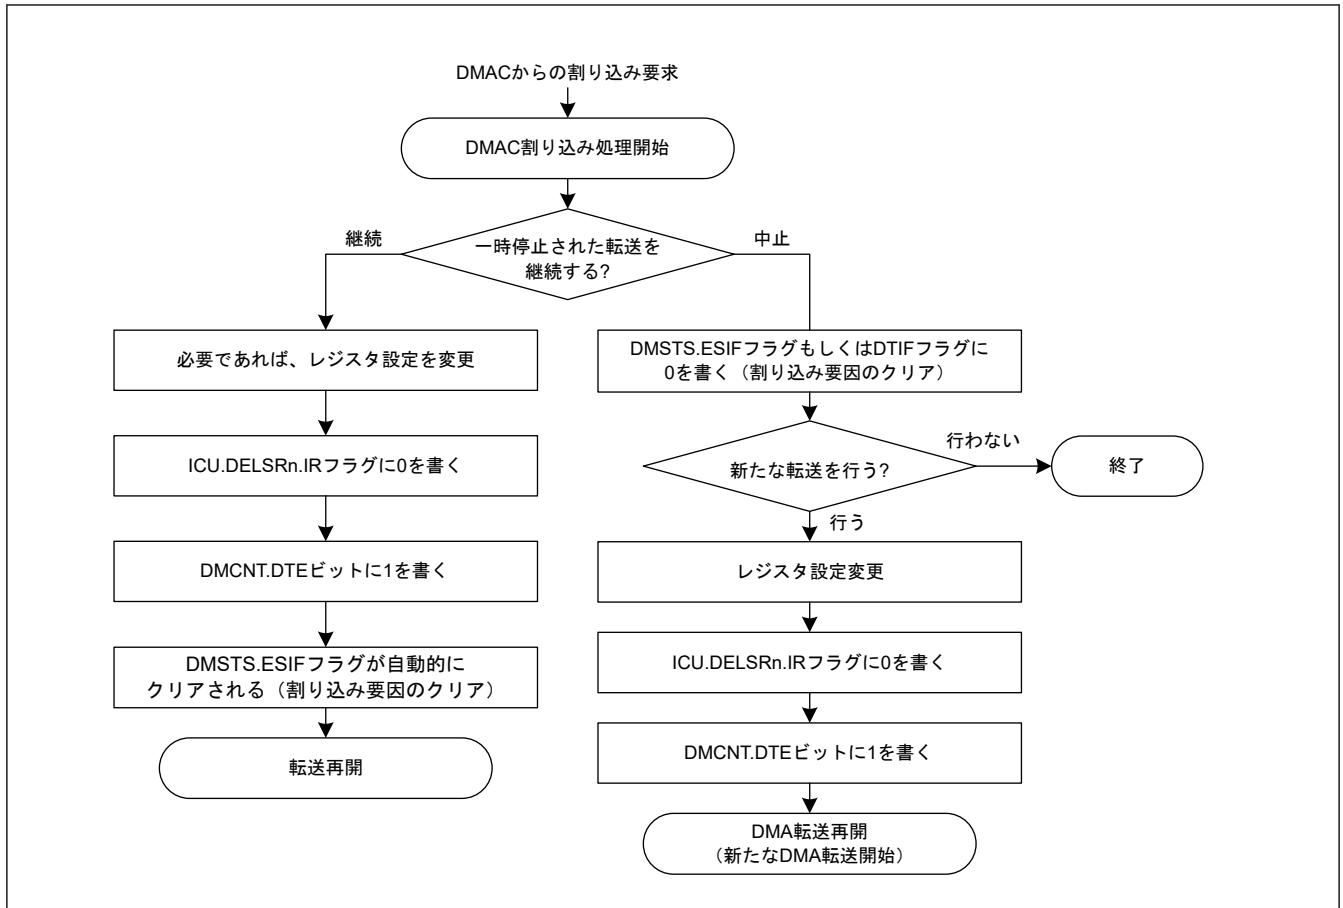 DMACからの割り込み要求
DMAC割り込み処理開始
一時停止された転送を
継続する?
継続
中止
必要であれば、レジスタ設定を変更
ICU.DELSRn.IRフラグに0を書く
DMCNT.DTEビットに1を書く
DMSTS.ESIFフラグが自動的に
クリアされる（割り込み要因のクリア）
転送再開
DMSTS.ESIFフラグもしくはDTIFフラグに
0を書く（割り込み要因のクリア）
新たな転送を行う?
行わない
終了
行う
レジスタ設定変更
ICU.DELSRn.IRフラグに0を書く
DMCNT.DTEビットに1を書く
DMA転送再開
（新たなDMA転送開始）